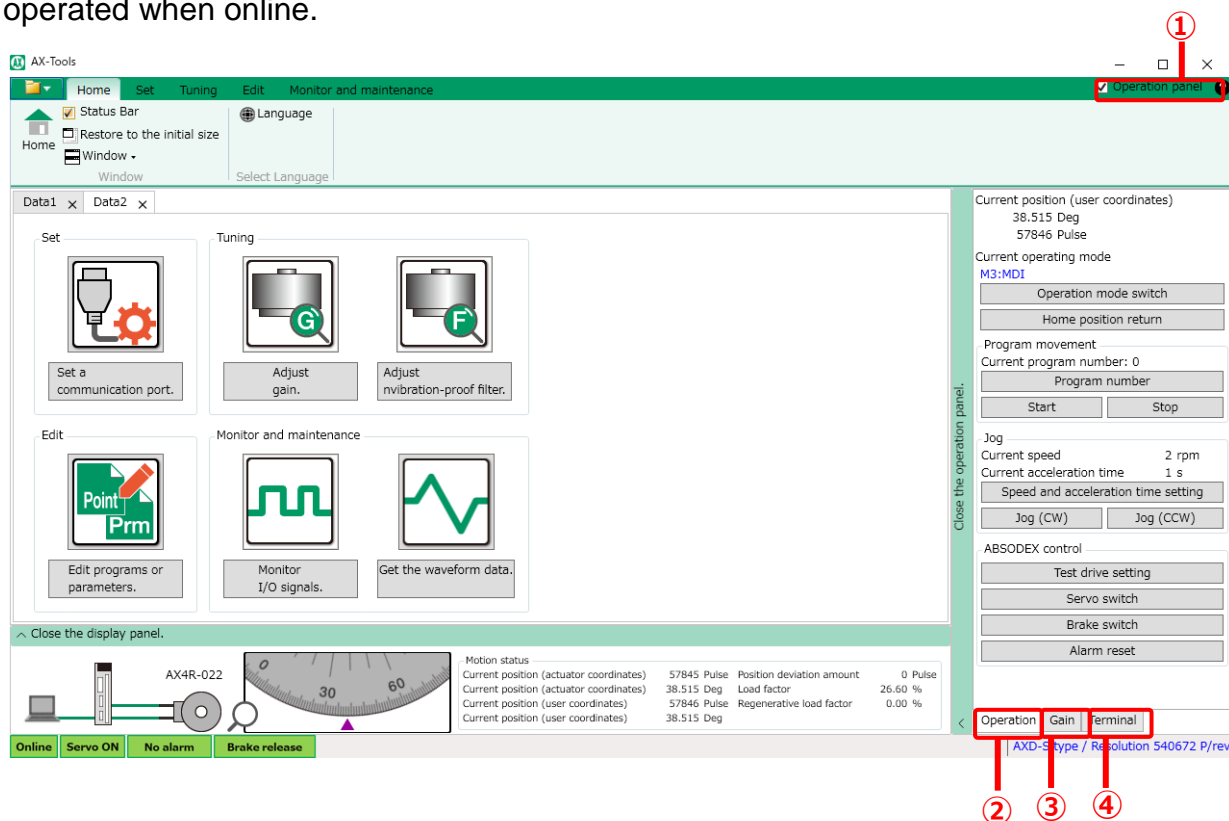 operated when online.
①
AX-Tools
Home Set Tuning Edit Monitor and maintenance Operation panel ?
Status Bar
Restore to the initial size
Window
Home
Window
Language
Select Language
Data1 x Data2 x
Set
Set a
communication port.
Tuning
G
Adjust
gain.
F
Adjust
nvibration-proof filter.
Edit
Point
Prm
Edit programs or
parameters.
Monitor and maintenance
Monitor
I/O signals.
Get the waveform data.
Close the operation panel.
Current position (user coordinates)
38.515 Deg
57846 Pulse
Current operating mode
M3:MDI
Operation mode switch
Home position return
Program movement
Current program number: 0
Program number
Start Stop
Jog
Current speed 2 rpm
Current acceleration time 1 s
Speed and acceleration time setting
Jog (CW) Jog (CCW)
ABSODEX control
Test drive setting
Servo switch
Brake switch
Alarm reset
Operation Gain Terminal
Close the display panel.
AX4R-022
0 30 60
Motion status
Current position (actuator coordinates) 57845 Pulse Position deviation amount 0 Pulse
Current position (actuator coordinates) 38.515 Deg Load factor 26.60 %
Current position (user coordinates) 57846 Pulse Regenerative load factor 0.00 %
Current position (user coordinates) 38.515 Deg
Online Servo ON No alarm Brake release
AXD-S type / Resolution 540672 P/rev
② ③ ④